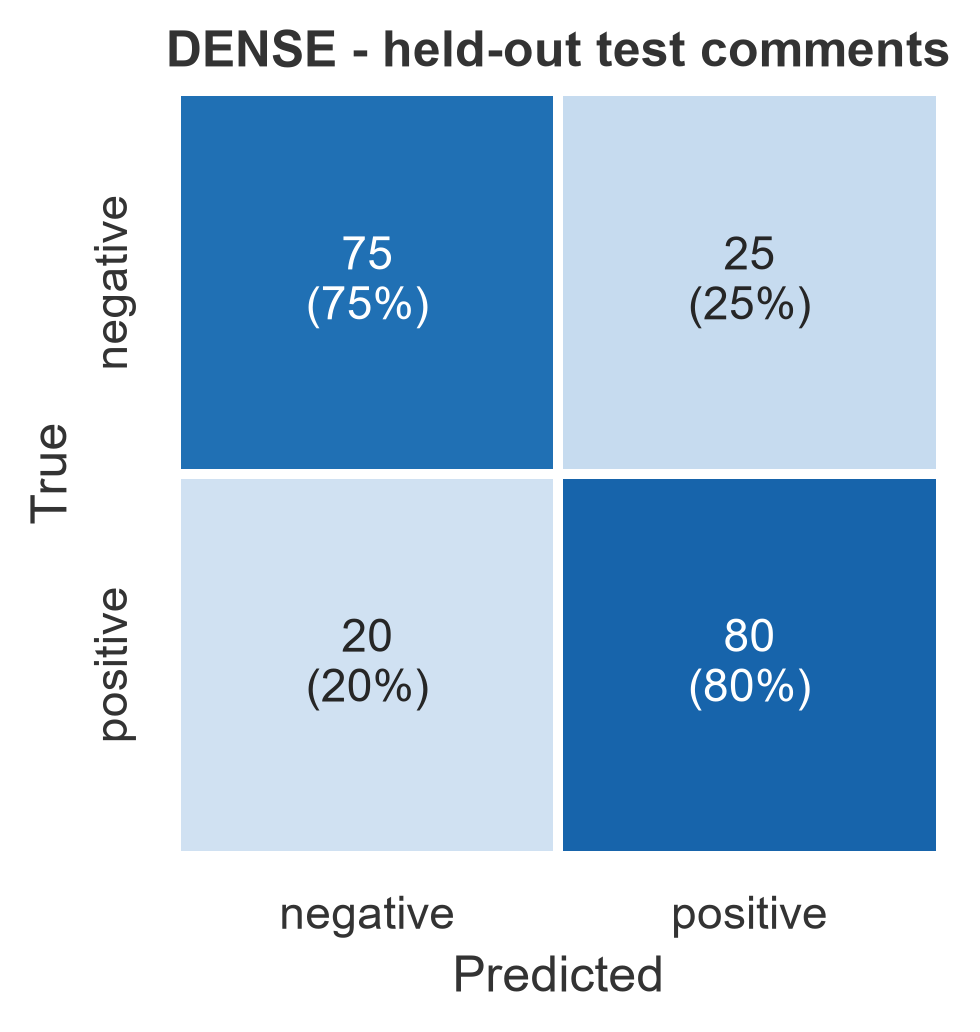 DENSE - held-out test comments
negative
75
(75%)
25
(25%)
True
positive
20
(20%)
80
(80%)
negative
positive
Predicted